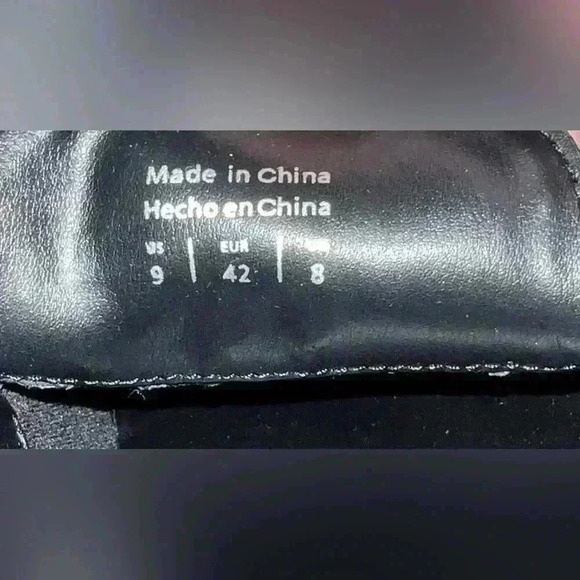 Made in China
Hecho en China
US | EUR |
9 | 42 | 8